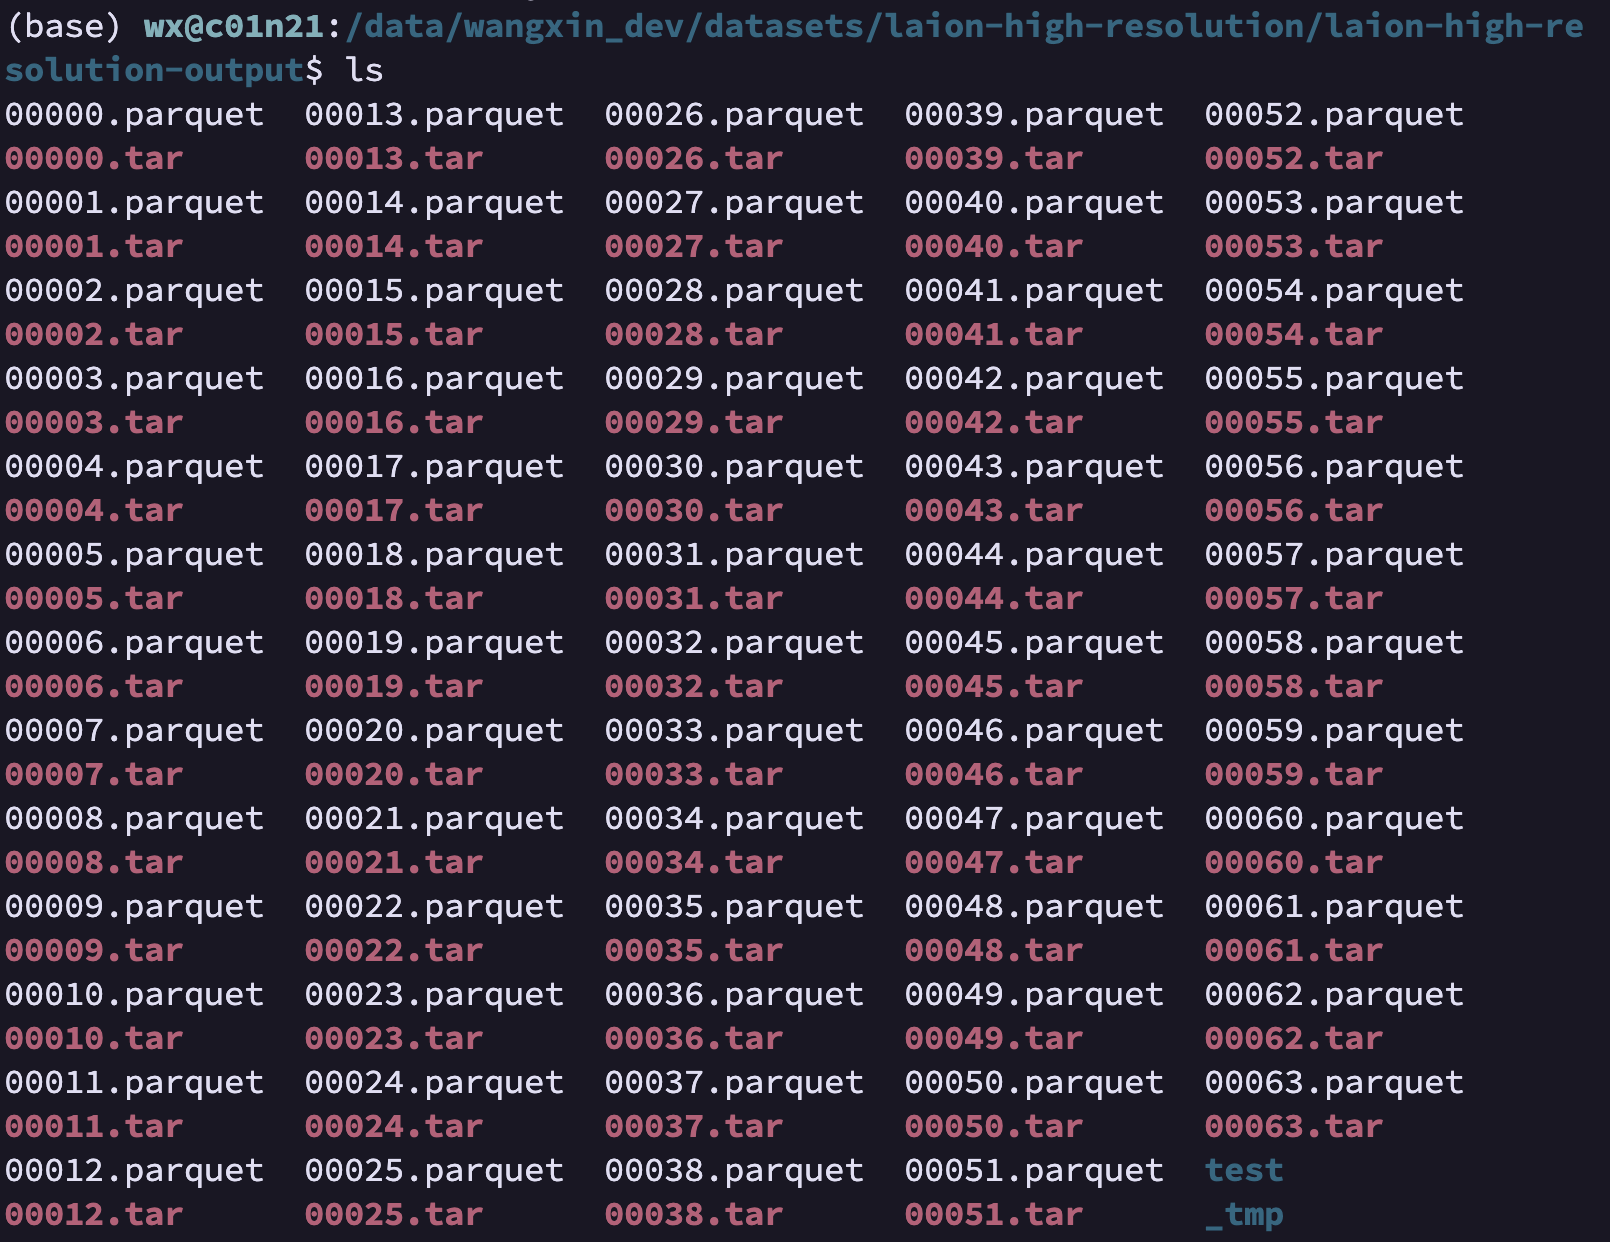 (base) wx@c01n21:/data/wangxin_dev/datasets/laion-high-resolution/laion-high-re
solution-output$ ls
00000.parquet  00013.parquet  00026.parquet  00039.parquet  00052.parquet
00000.tar      00013.tar      00026.tar      00039.tar      00052.tar
00001.parquet  00014.parquet  00027.parquet  00040.parquet  00053.parquet
00001.tar      00014.tar      00027.tar      00040.tar      00053.tar
00002.parquet  00015.parquet  00028.parquet  00041.parquet  00054.parquet
00002.tar      00015.tar      00028.tar      00041.tar      00054.tar
00003.parquet  00016.parquet  00029.parquet  00042.parquet  00055.parquet
00003.tar      00016.tar      00029.tar      00042.tar      00055.tar
00004.parquet  00017.parquet  00030.parquet  00043.parquet  00056.parquet
00004.tar      00017.tar      00030.tar      00043.tar      00056.tar
00005.parquet  00018.parquet  00031.parquet  00044.parquet  00057.parquet
00005.tar      00018.tar      00031.tar      00044.tar      00057.tar
00006.parquet  00019.parquet  00032.parquet  00045.parquet  00058.parquet
00006.tar      00019.tar      00032.tar      00045.tar      00058.tar
00007.parquet  00020.parquet  00033.parquet  00046.parquet  00059.parquet
00007.tar      00020.tar      00033.tar      00046.tar      00059.tar
00008.parquet  00021.parquet  00034.parquet  00047.parquet  00060.parquet
00008.tar      00021.tar      00034.tar      00047.tar      00060.tar
00009.parquet  00022.parquet  00035.parquet  00048.parquet  00061.parquet
00009.tar      00022.tar      00035.tar      00048.tar      00061.tar
00010.parquet  00023.parquet  00036.parquet  00049.parquet  00062.parquet
00010.tar      00023.tar      00036.tar      00049.tar      00062.tar
00011.parquet  00024.parquet  00037.parquet  00050.parquet  00063.parquet
00011.tar      00024.tar      00037.tar      00050.tar      00063.tar
00012.parquet  00025.parquet  00038.parquet  00051.parquet  test
00012.tar      00025.tar      00038.tar      00051.tar      _tmp